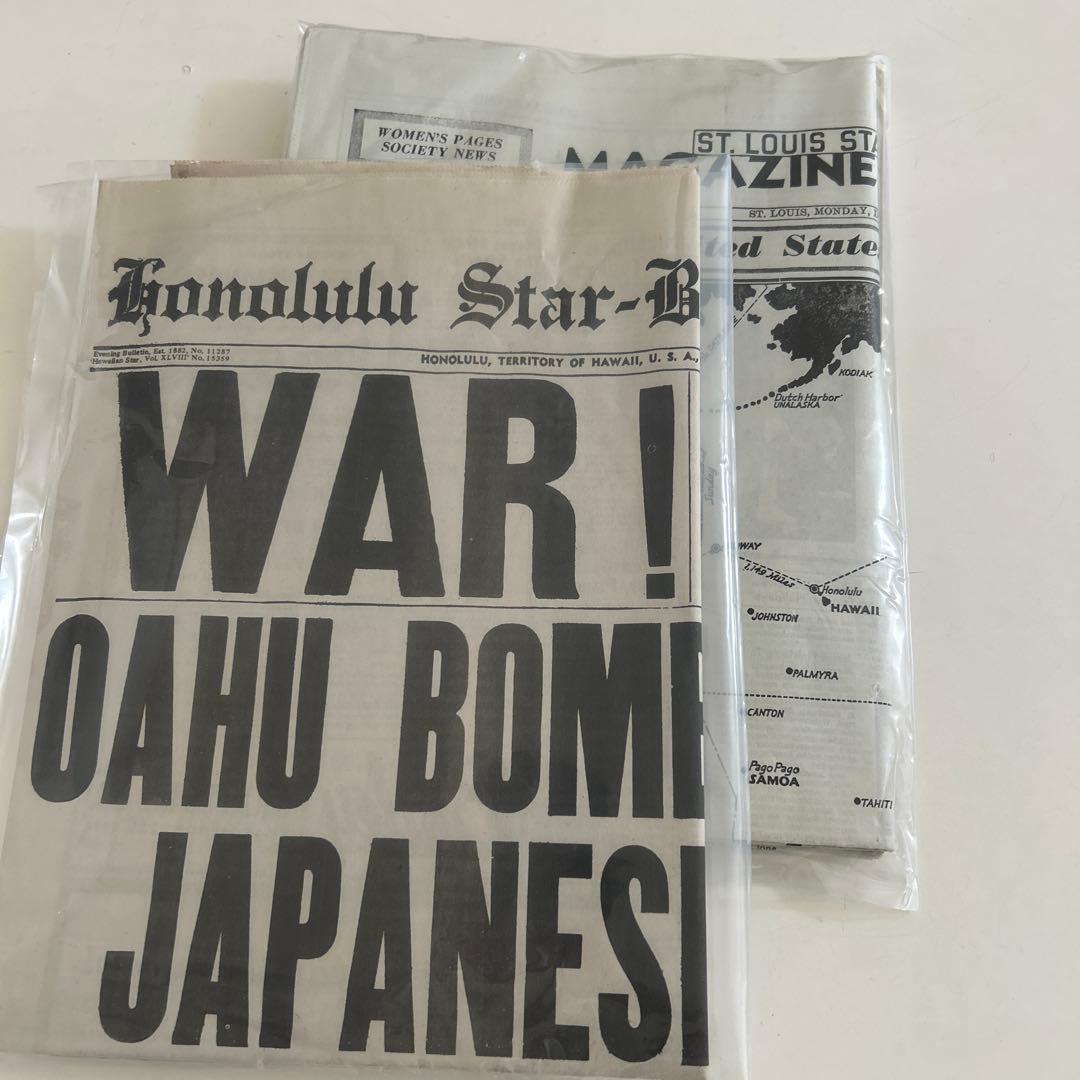 WOMEN'S PAGES
SOCIETY NEWS
ST. LOUIS STA
MAGAZINE
ST. LOUIS, MONDAY,
ted State
KODIAK
Dutch Harbor
UNALASKA
Sunday
WAY
1,149 Miles
Honolulu
HAWAII
JOHNSTON
PALMYRA
CANTON
Pago Pago
SAMOA
TAHITI
Honolulu Star-B
Evening Bulletin, Est. 1882, No. 11287
Hawaiian Star, Vol. XLVIII, No. 15359
HONOLULU, TERRITORY OF HAWAII, U. S. A.,
WAR!
OAHU BOMB
JAPANES